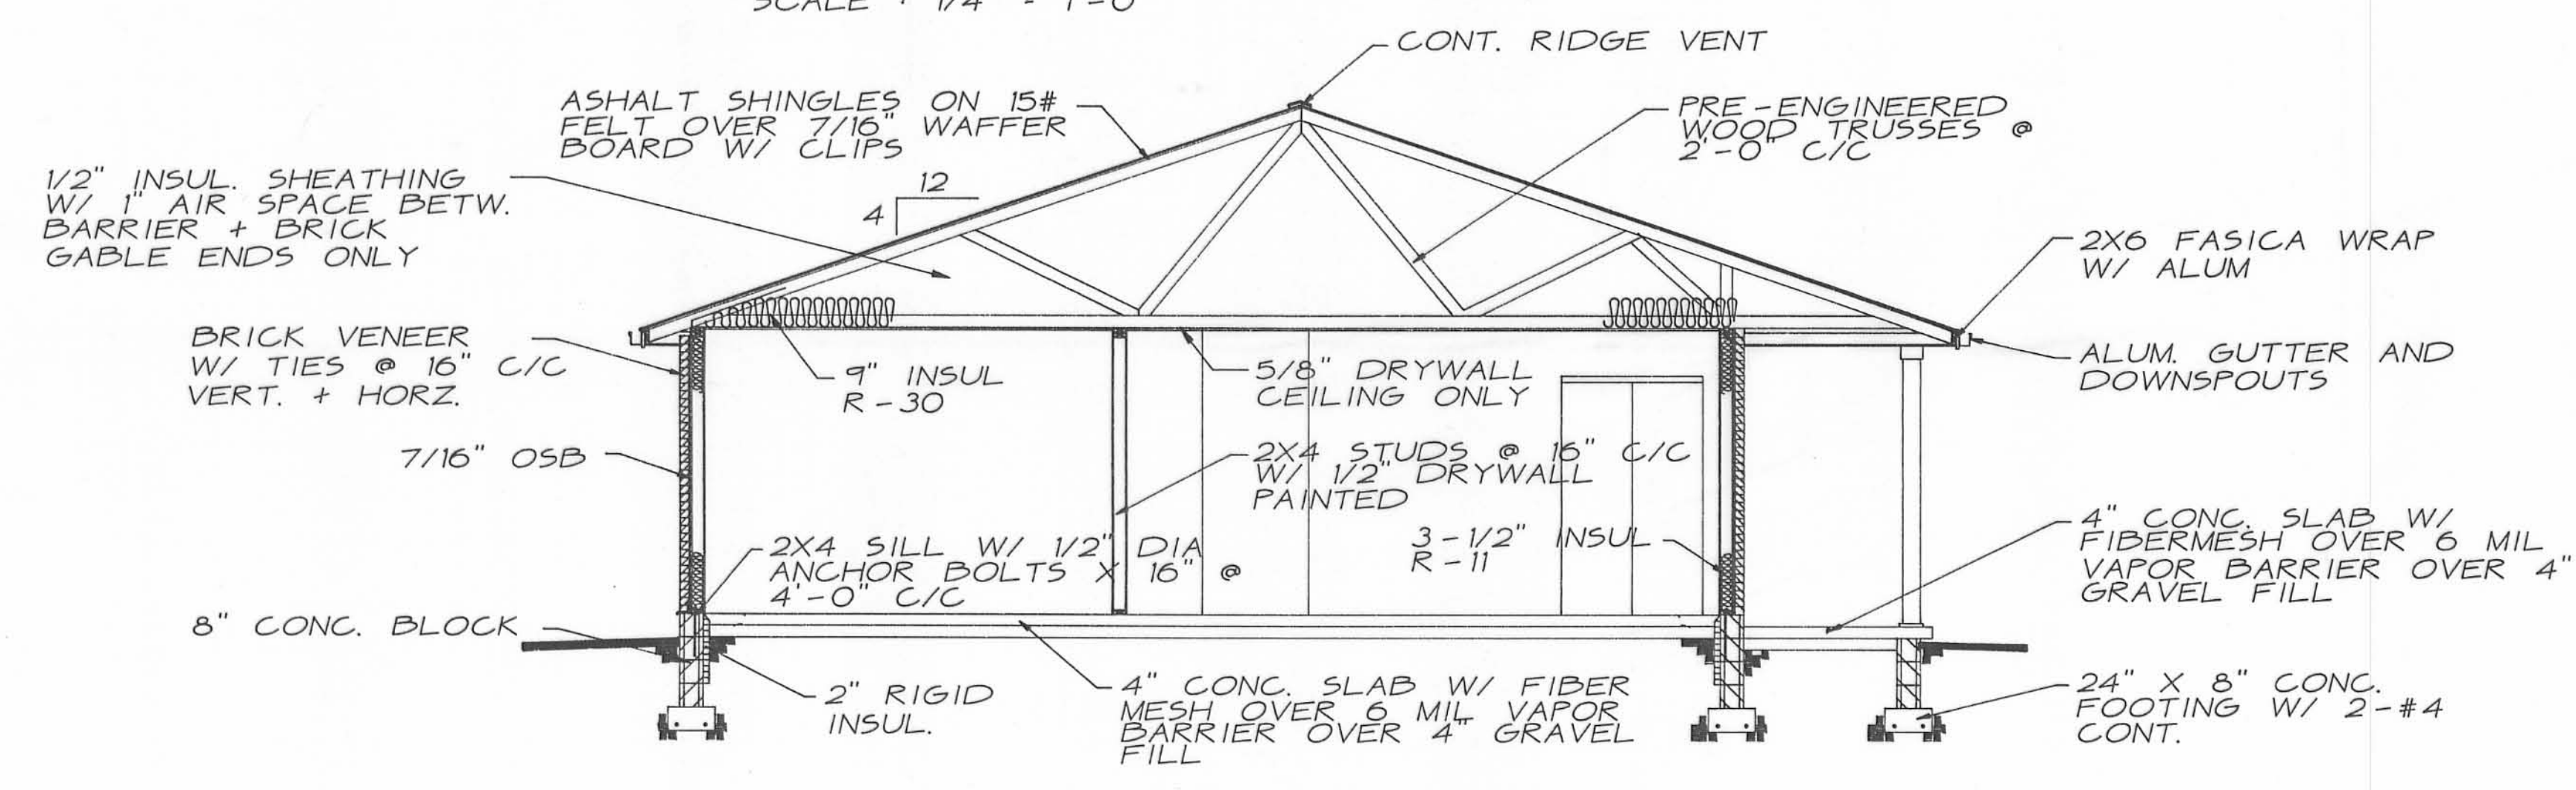 CONT. RIDGE VENT
ASHALT SHINGLES ON 15#
FELT OVER 7/16" WAFFER
BOARD W/ CLIPS
PRE-ENGINEERED
WOOD TRUSSES @
2'-0" C/C
1/2" INSUL. SHEATHING
W/ 1" AIR SPACE BETW.
BARRIER + BRICK
GABLE ENDS ONLY
12
4
2X6 FASICA WRAP
W/ ALUM
BRICK VENEER
W/ TIES @ 16" C/C
VERT. + HORZ.
9" INSUL
R-30
5/8" DRYWALL
CEILING ONLY
ALUM. GUTTER AND
DOWNSPOUTS
7/16" OSB
2X4 STUDS @ 16" C/C
W/ 1/2" DRYWALL
PAINTED
2X4 SILL W/ 1/2" DIA
ANCHOR BOLTS X 16" @
4'-0" C/C
3-1/2" INSUL
R-11
4" CONC. SLAB W/
FIBERMESH OVER 6 MIL
VAPOR BARRIER OVER 4"
GRAVEL FILL
8" CONC. BLOCK
2" RIGID
INSUL.
4" CONC. SLAB W/ FIBER
MESH OVER 6 MIL VAPOR
BARRIER OVER 4" GRAVEL
FILL
24" X 8" CONC.
FOOTING W/ 2-#4
CONT.